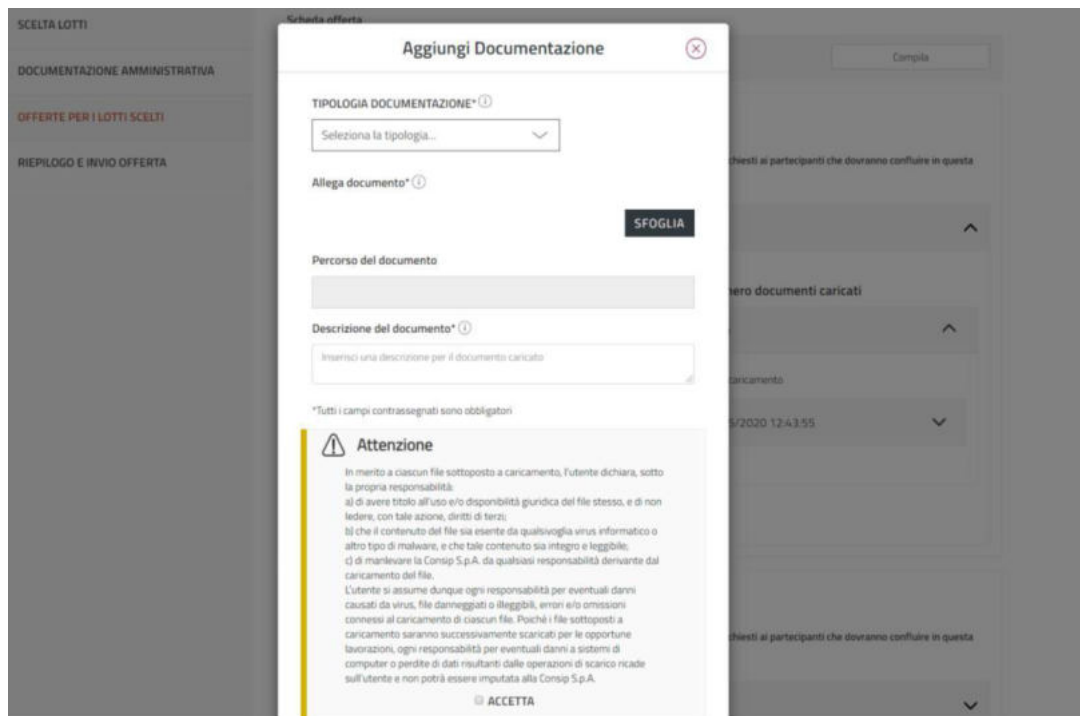 SCELTA LOTTI
DOCUMENTAZIONE AMMINISTRATIVA
OFFERTE PER I LOTTI SCELTI
RIEPILOGO E INVIO OFFERTA
Scheda offerta
Compila
Aggiungi Documentazione
TIPOLOGIA DOCUMENTAZIONE*
Seleziona la tipologia...
Allega documento*
SFOGLIA
Percorso del documento
Descrizione del documento*
Inserisci una descrizione per il documento caricato
*Tutti i campi contrassegnati sono obbligatori
Attenzione
In merito a ciascun file sottoposto a caricamento, l'utente dichiara, sotto
la propria responsabilità:
a) di avere titolo all'uso e/o disponibilità giuridica del file stesso, e di non
ledere, con tale azione, diritti di terzi;
b) che il contenuto del file sia esente da qualsivoglia virus informatico o
altro tipo di malware, e che tale contenuto sia integro e leggibile;
c) di manlevare la Consip S.p.A. da qualsiasi responsabilità derivante dal
caricamento del file.
L'utente si assume dunque ogni responsabilità per eventuali danni
causati da virus, file danneggiati o illeggibili, errori e/o omissioni
connessi al caricamento di ciascun file. Poichè i file sottoposti a
caricamento saranno successivamente scaricati per le opportune
lavorazioni, ogni responsabilità per eventuali danni a sistemi di
computer o perdite di dati risultanti dalle operazioni di scarico ricade
sull'utente e non potrà essere imputata alla Consip S.p.A.
ACCETTA
chiesti ai partecipanti che dovranno confluire in questa
nero documenti caricati
caricamento
5/2020 12:43:55
chiesti ai partecipanti che dovranno confluire in questa